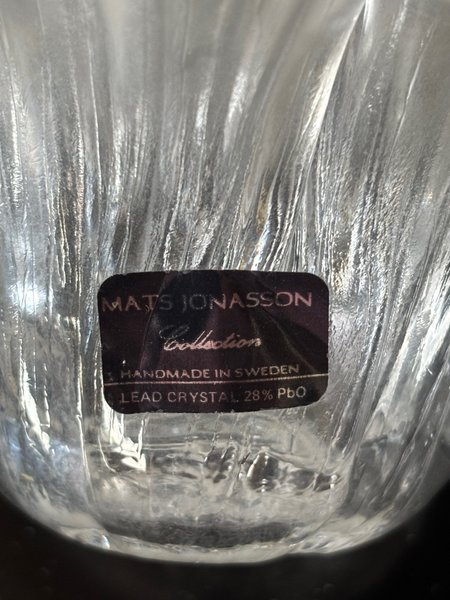 MATS JONASSON
Collection
HANDMADE IN SWEDEN
LEAD CRYSTAL 28% PbO